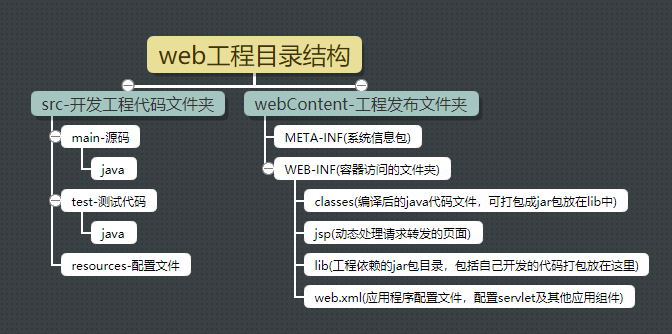 web工程目录结构
src-开发工程代码文件夹
main-源码
java
test-测试代码
java
resources-配置文件
webContent-工程发布文件夹
META-INF(系统信息包)
WEB-INF(容器访问的文件夹)
classes(编译后的java代码文件，可打包成jar包放在lib中)
jsp(动态处理请求转发的页面)
lib(工程依赖的jar包目录，包括自己开发的代码打包放在这里)
web.xml(应用程序配置文件，配置servlet及其他应用组件)